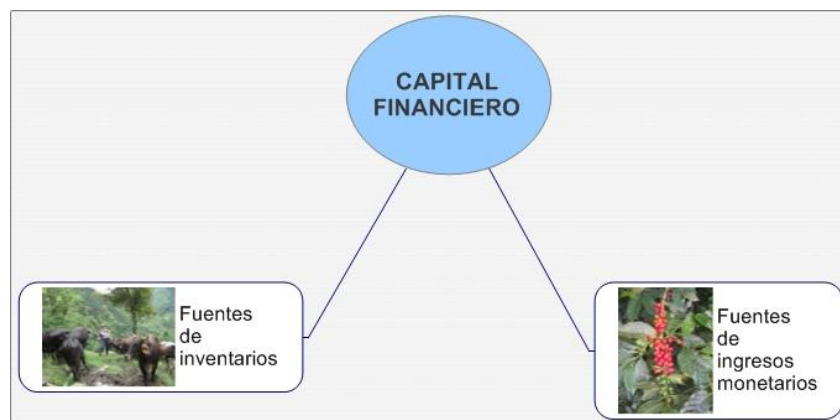 CAPITAL
FINANCIERO
Fuentes
de
inventarios
Fuentes
de
ingresos
monetarios